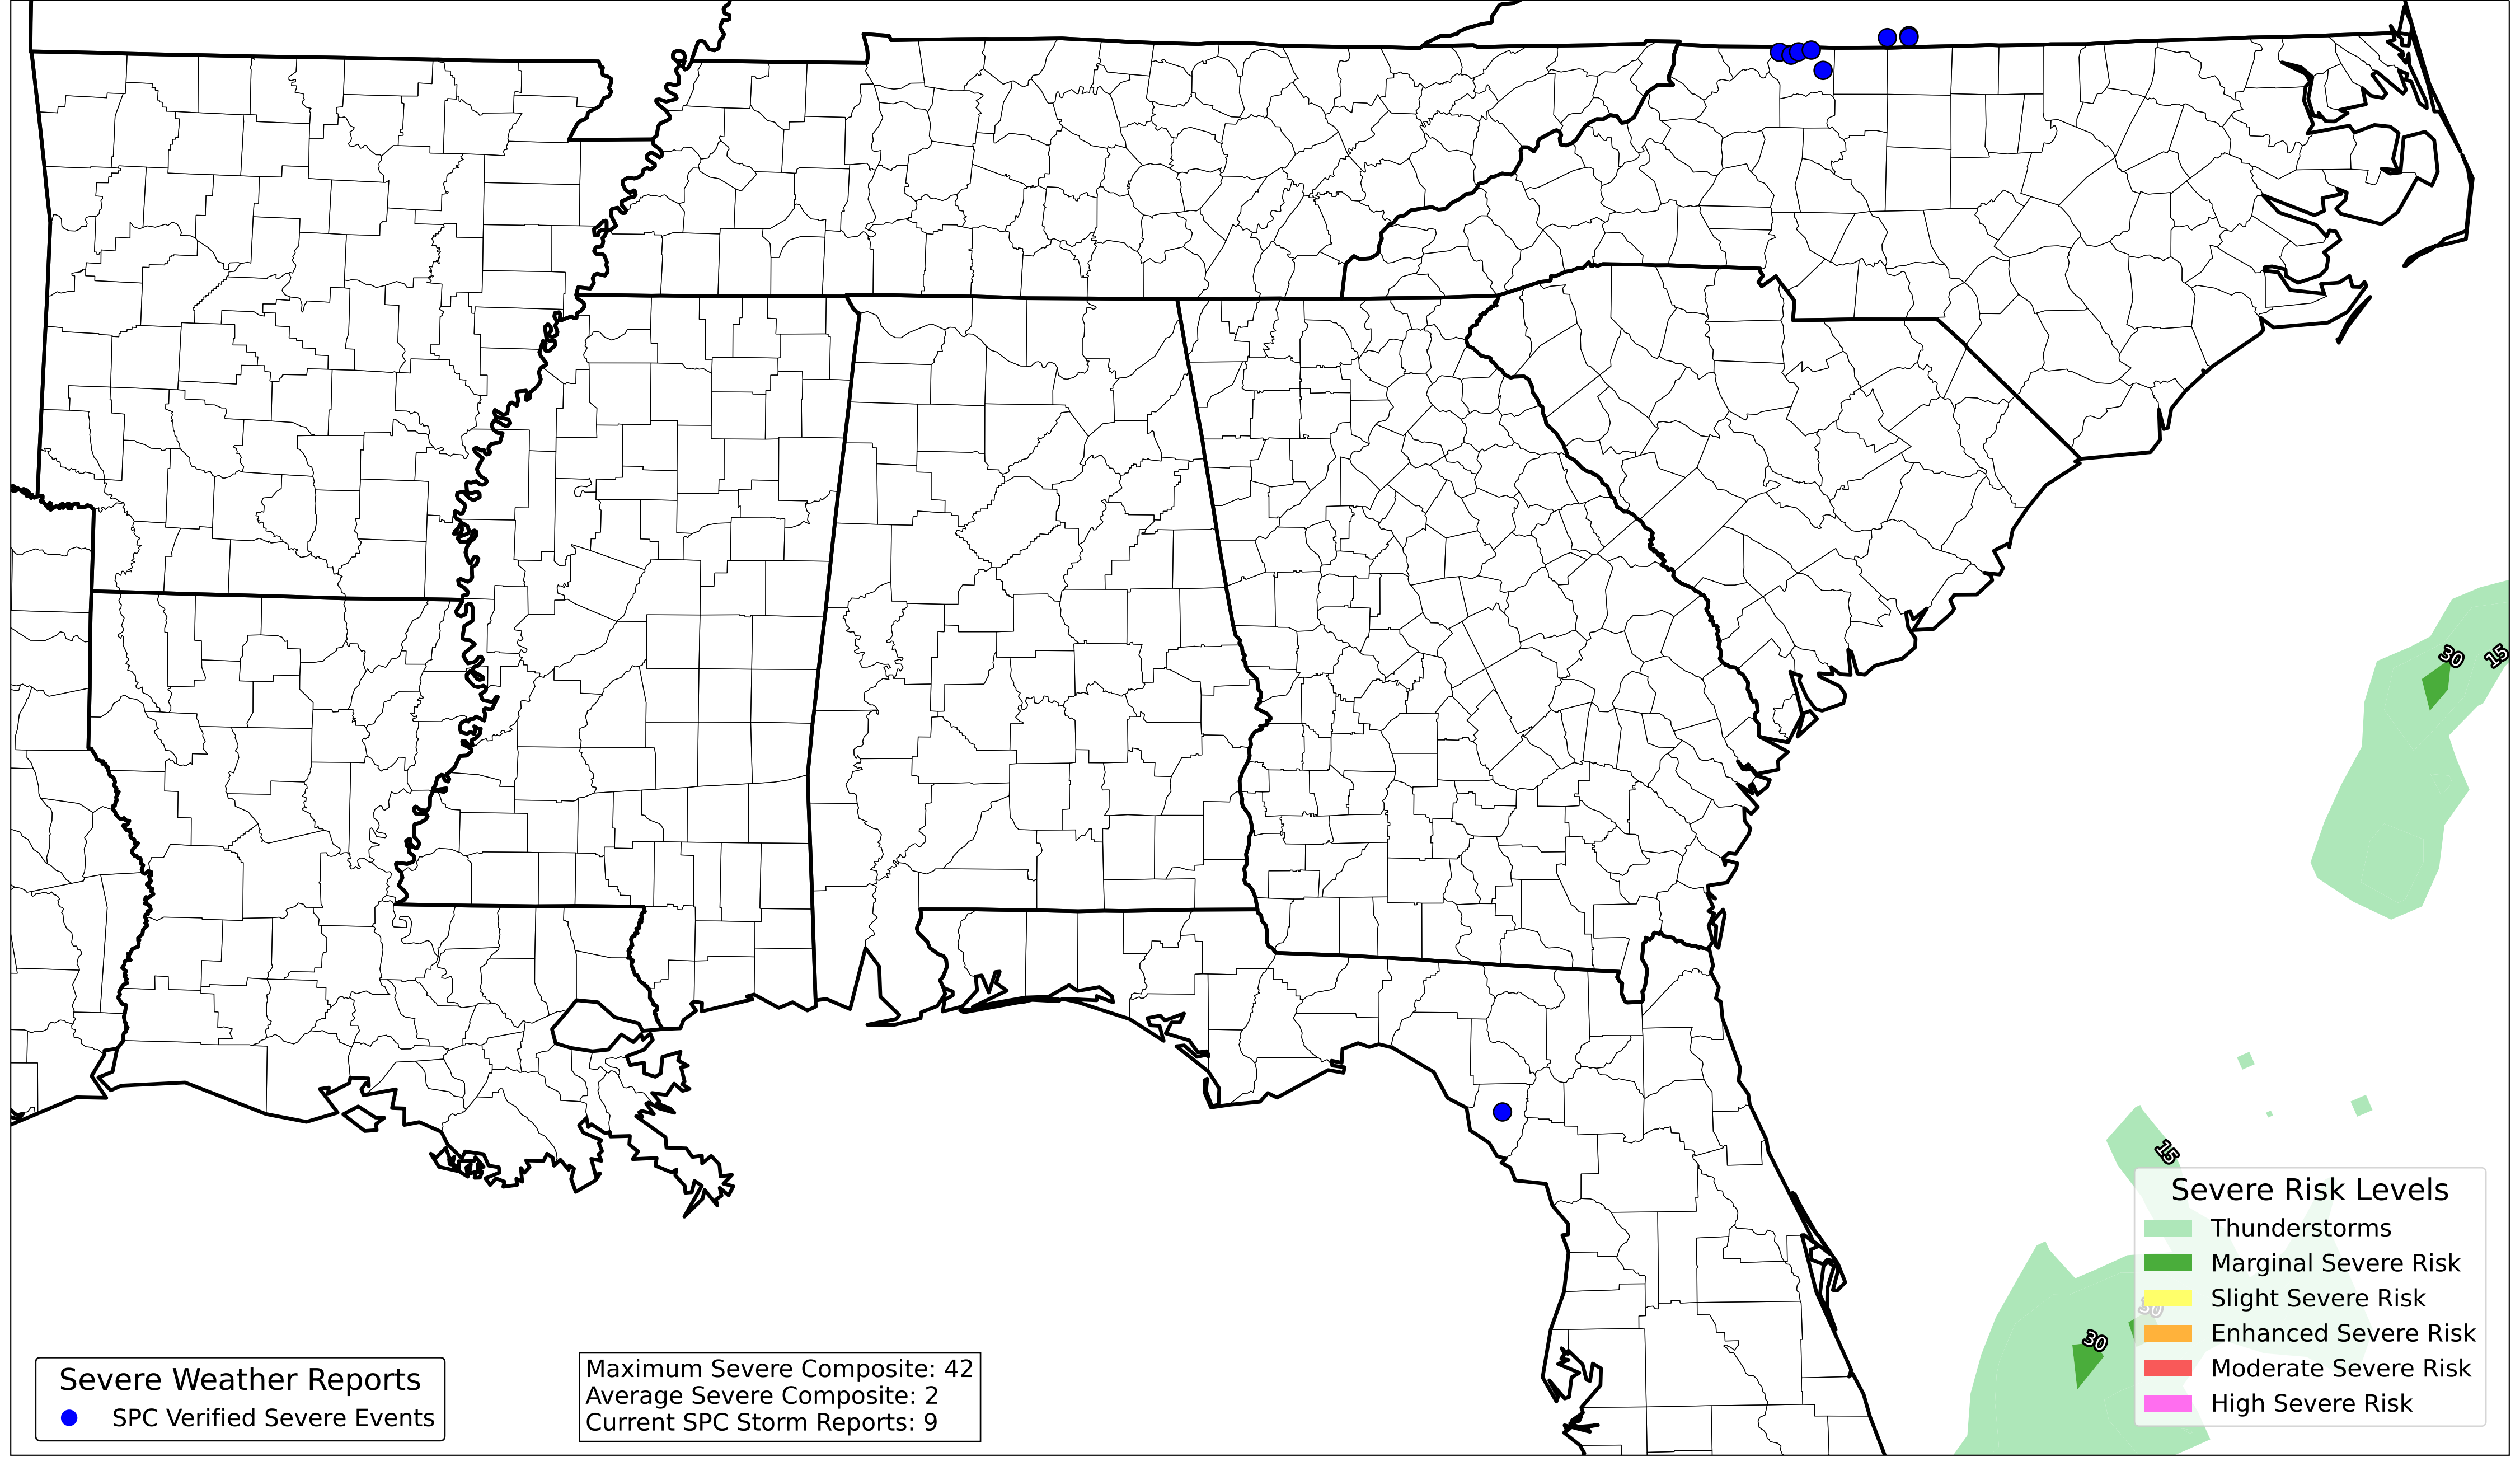 30
15
15
30
30
Severe Risk Levels
Thunderstorms
Marginal Severe Risk
Slight Severe Risk
Enhanced Severe Risk
Moderate Severe Risk
High Severe Risk
Severe Weather Reports
SPC Verified Severe Events
Maximum Severe Composite: 42
Average Severe Composite: 2
Current SPC Storm Reports: 9